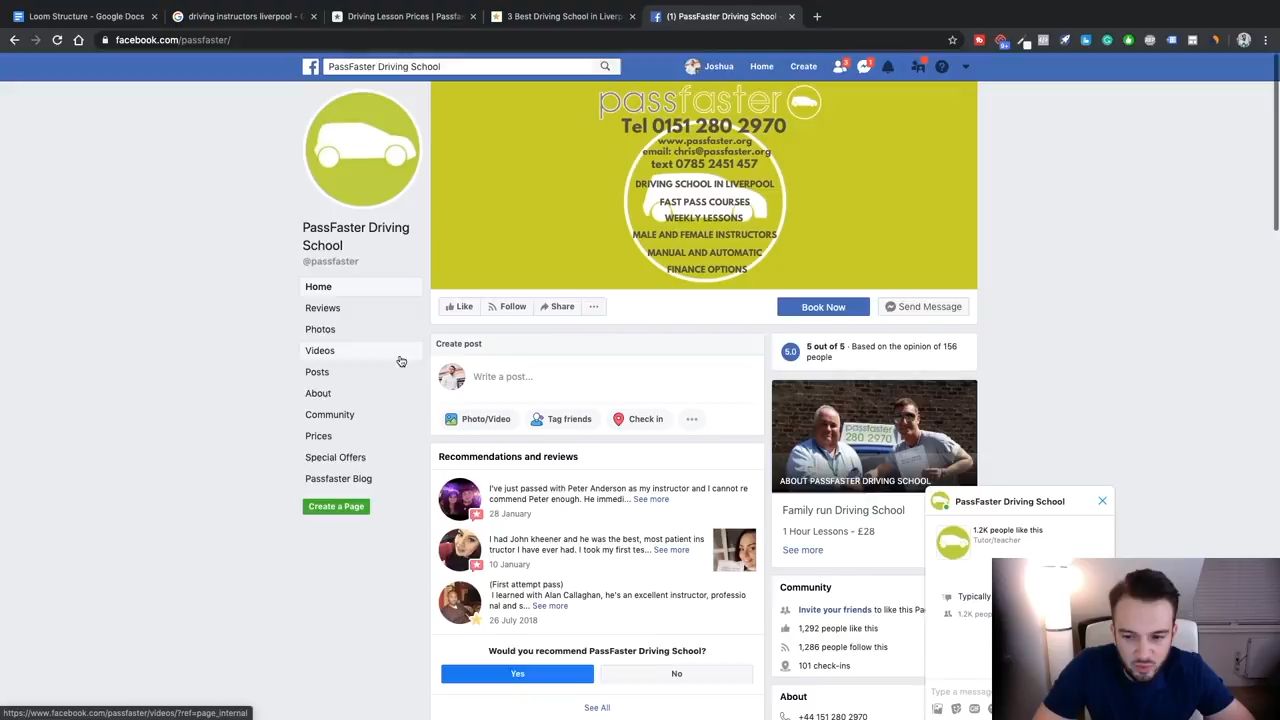 Loom Structure - Google Docs
driving instructors liverpool -
Driving Lesson Prices | Passfas
3 Best Driving School in Liverp
(1) PassFaster Driving School -
facebook.com/passfaster/
PassFaster Driving School
Joshua
Home
Create
3
1
passfaster
Tel 0151 280 2970
www.passfaster.org
email: chris@passfaster.org
text 0785 2451 457
DRIVING SCHOOL IN LIVERPOOL
FAST PASS COURSES
WEEKLY LESSONS
MALE AND FEMALE INSTRUCTORS
MANUAL AND AUTOMATIC
FINANCE OPTIONS
PassFaster Driving
School
@passfaster
Home
Reviews
Photos
Videos
Posts
About
Community
Prices
Special Offers
Passfaster Blog
Create a Page
Like
Follow
Share
Book Now
Send Message
Create post
Write a post...
Photo/Video
Tag friends
Check in
Recommendations and reviews
I've just passed with Peter Anderson as my instructor and I cannot re
commend Peter enough. He immedi... See more
28 January
I had John kheener and he was the best, most patient ins
tructor I have ever had. I took my first tes... See more
10 January
(First attempt pass)
I learned with Alan Callaghan, he's an excellent instructor, professio
nal and s... See more
26 July 2018
Would you recommend PassFaster Driving School?
Yes
No
See All
5.0
5 out of 5 · Based on the opinion of 156
people
passfaster
280 2970
ABOUT PASSFASTER DRIVING SCHOOL
Family run Driving School
1 Hour Lessons - £28
See more
Community
Invite your friends to like this Pa
1,292 people like this
1,286 people follow this
101 check-ins
About
+44 151 280 2970
PassFaster Driving School
1.2K people like this
Tutor/teacher
Typically
1.2K peop
Type a messag
https://www.facebook.com/passfaster/videos/?ref=page_internal